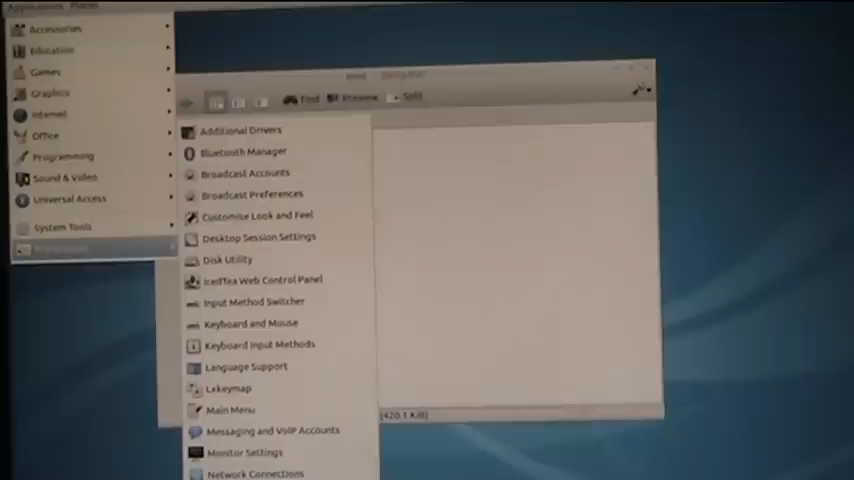 Applications Places
Accessories
Education
Games
Graphics
Internet
Office
Programming
Sound & Video
Universal Access
System Tools
Preferences
Find Preview Split
Additional Drivers
Bluetooth Manager
Broadcast Accounts
Broadcast Preferences
Customise Look and Feel
Desktop Session Settings
Disk Utility
IcedTea Web Control Panel
Input Method Switcher
Keyboard and Mouse
Keyboard Input Methods
Language Support
Lxkeymap
Main Menu
Messaging and VoIP Accounts
Monitor Settings
Network Connections
(420.1 KiB)